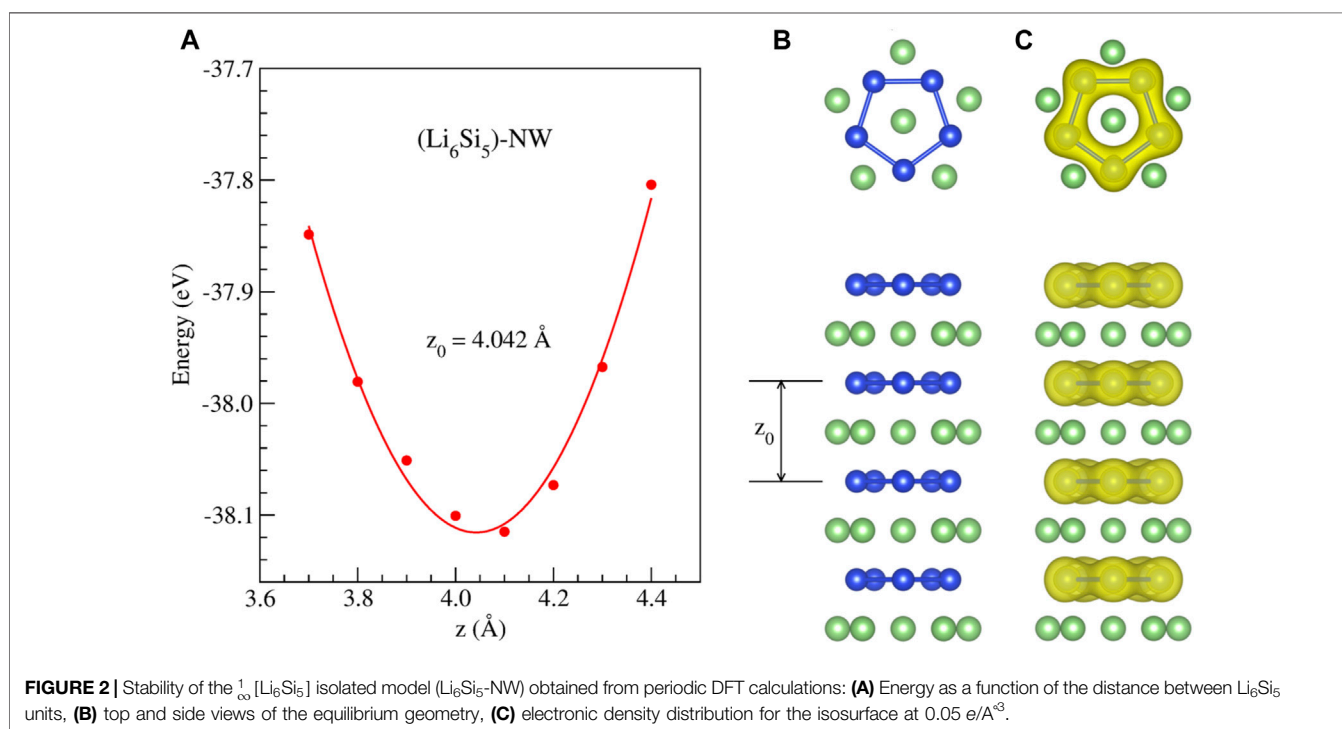 A
B
C
-37.7
-37.8
-37.9
-38.0
-38.1
Energy (eV)
(Li₆Si₅)-NW
z₀ = 4.042 Å
3.6 3.8 4.0 4.2 4.4
z (Å)
z₀
FIGURE 2 | Stability of the ¹∞[Li₆Si₅] isolated model (Li₆Si₅-NW) obtained from periodic DFT calculations: (A) Energy as a function of the distance between Li₆Si₅
units, (B) top and side views of the equilibrium geometry, (C) electronic density distribution for the isosurface at 0.05 e/A°³.